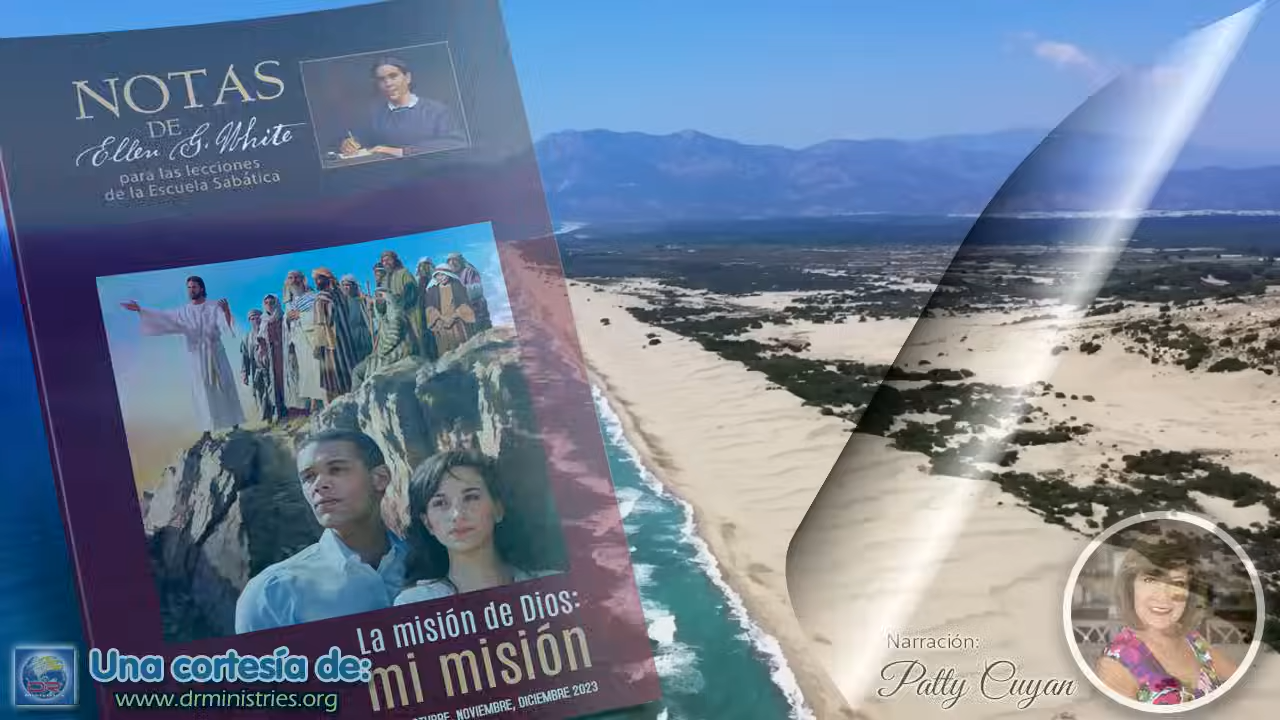 NOTAS
DE
Ellen G. White
para las lecciones
de la Escuela Sabática
La misión de Dios:
mi misión
NOVIEMBRE, DICIEMBRE 2023
Una cortesía de:
www.drministries.org
DR
Narración:
Patty Cuyan